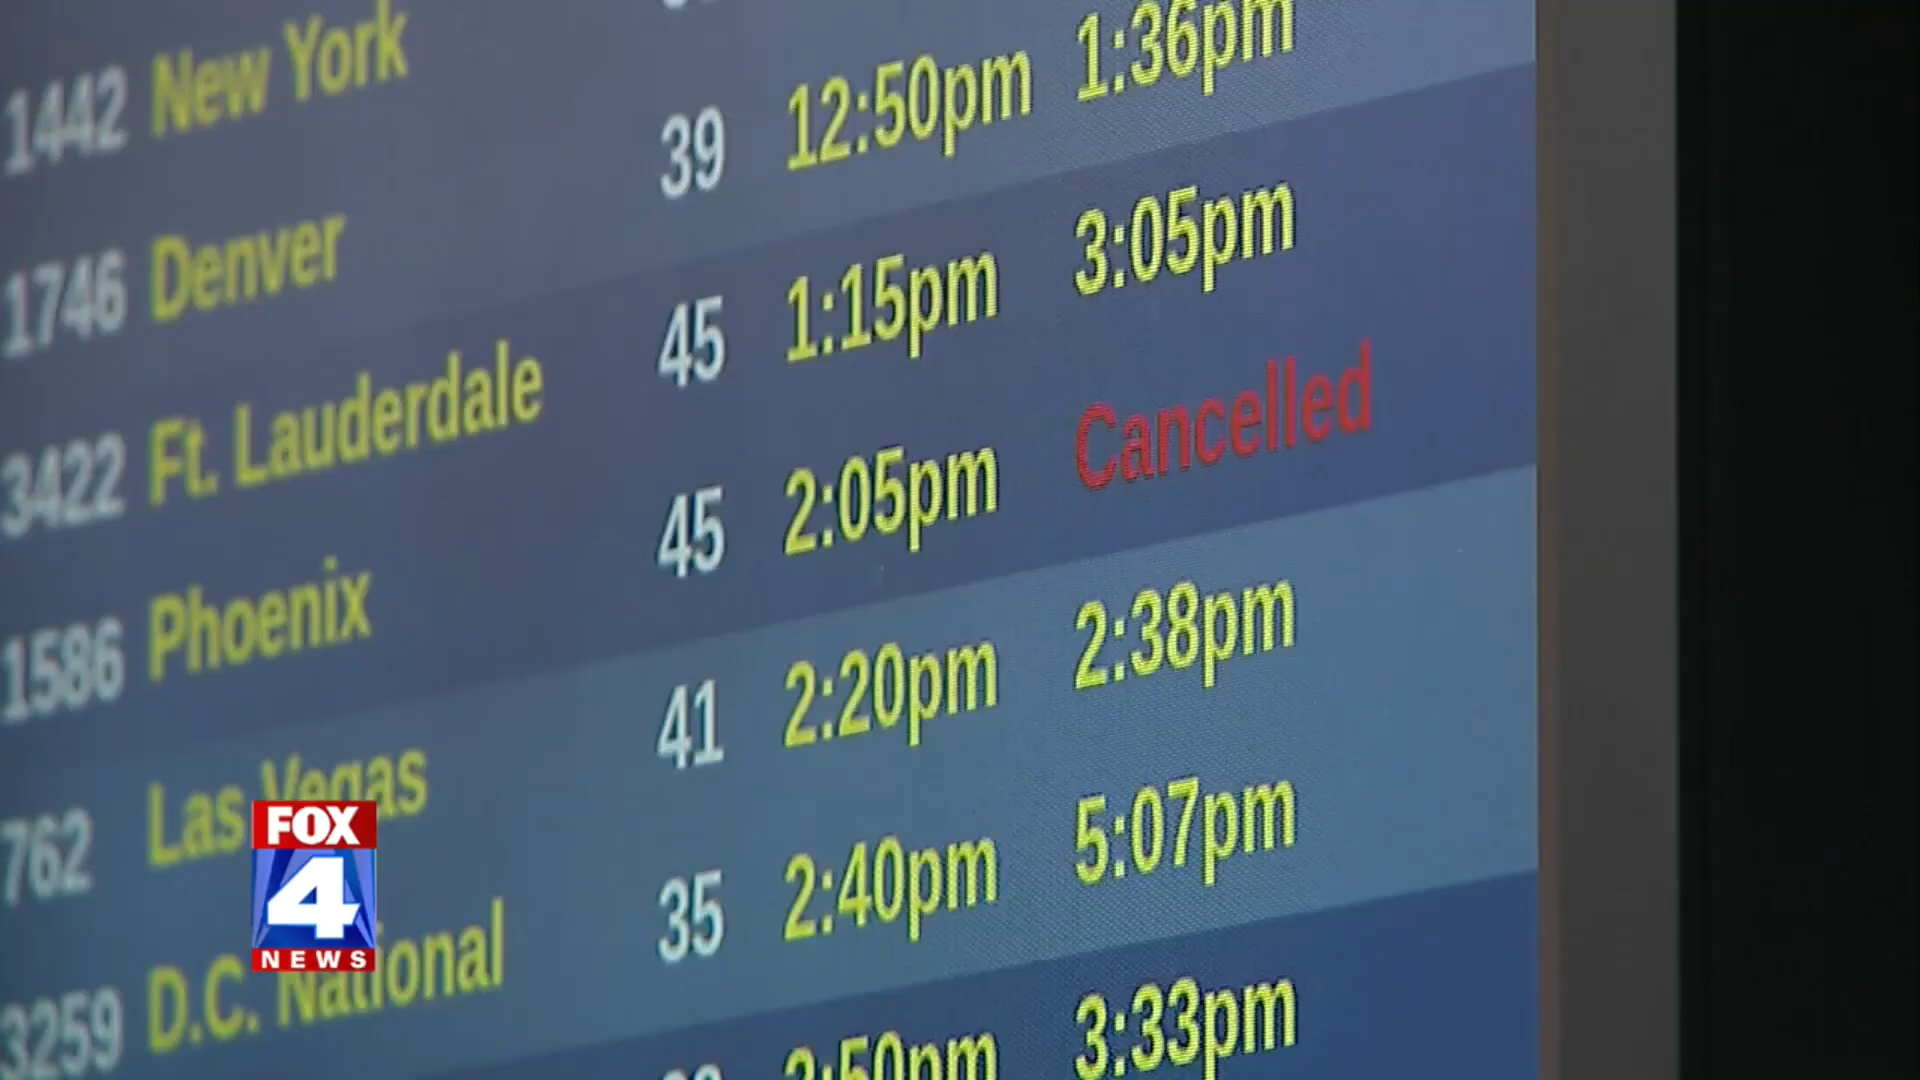 1442 New York
1746 Denver 39 12:50pm 1:36pm
3422 Ft. Lauderdale 45 1:15pm 3:05pm
1586 Phoenix 45 2:05pm Cancelled
762 Las Vegas 41 2:20pm 2:38pm
3259 D.C. National 35 2:40pm 5:07pm
2:50pm 3:33pm
FOX
4
NEWS